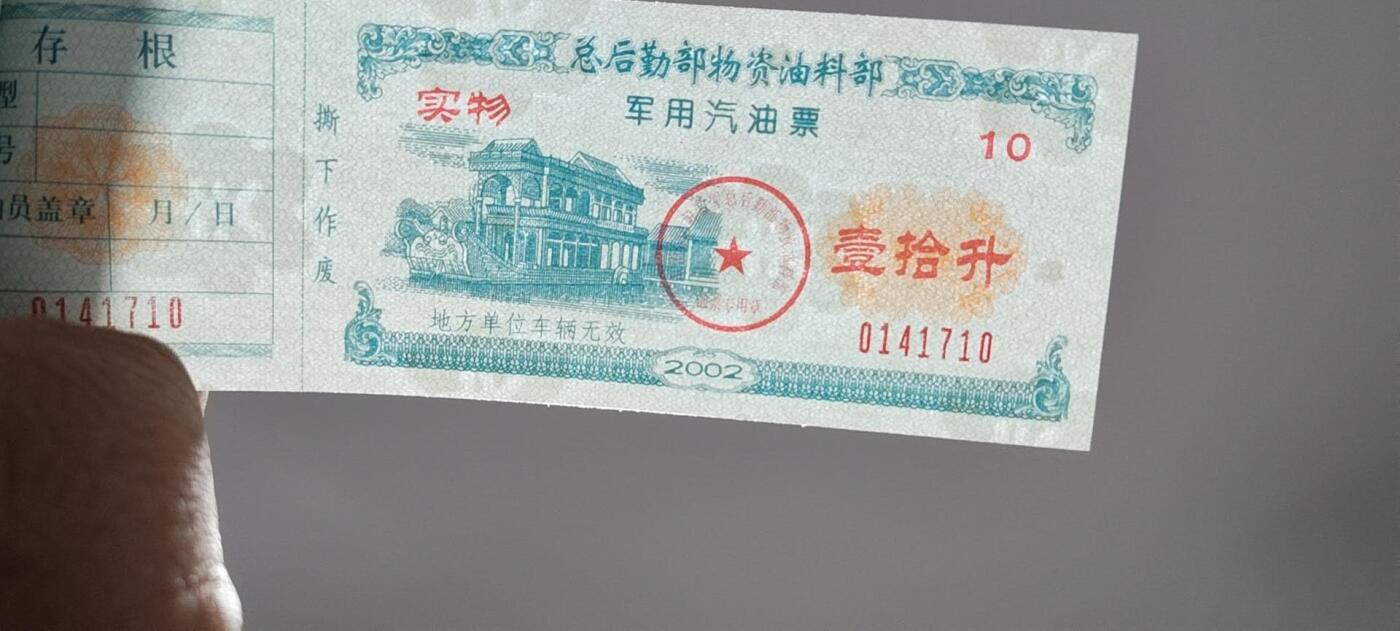 存 根
型
号
员盖章 月/日
0141710
撕下作废
总后勤部物资油料部
实物
军用汽油票
10
壹拾升
0141710
地方单位车辆无效
2002